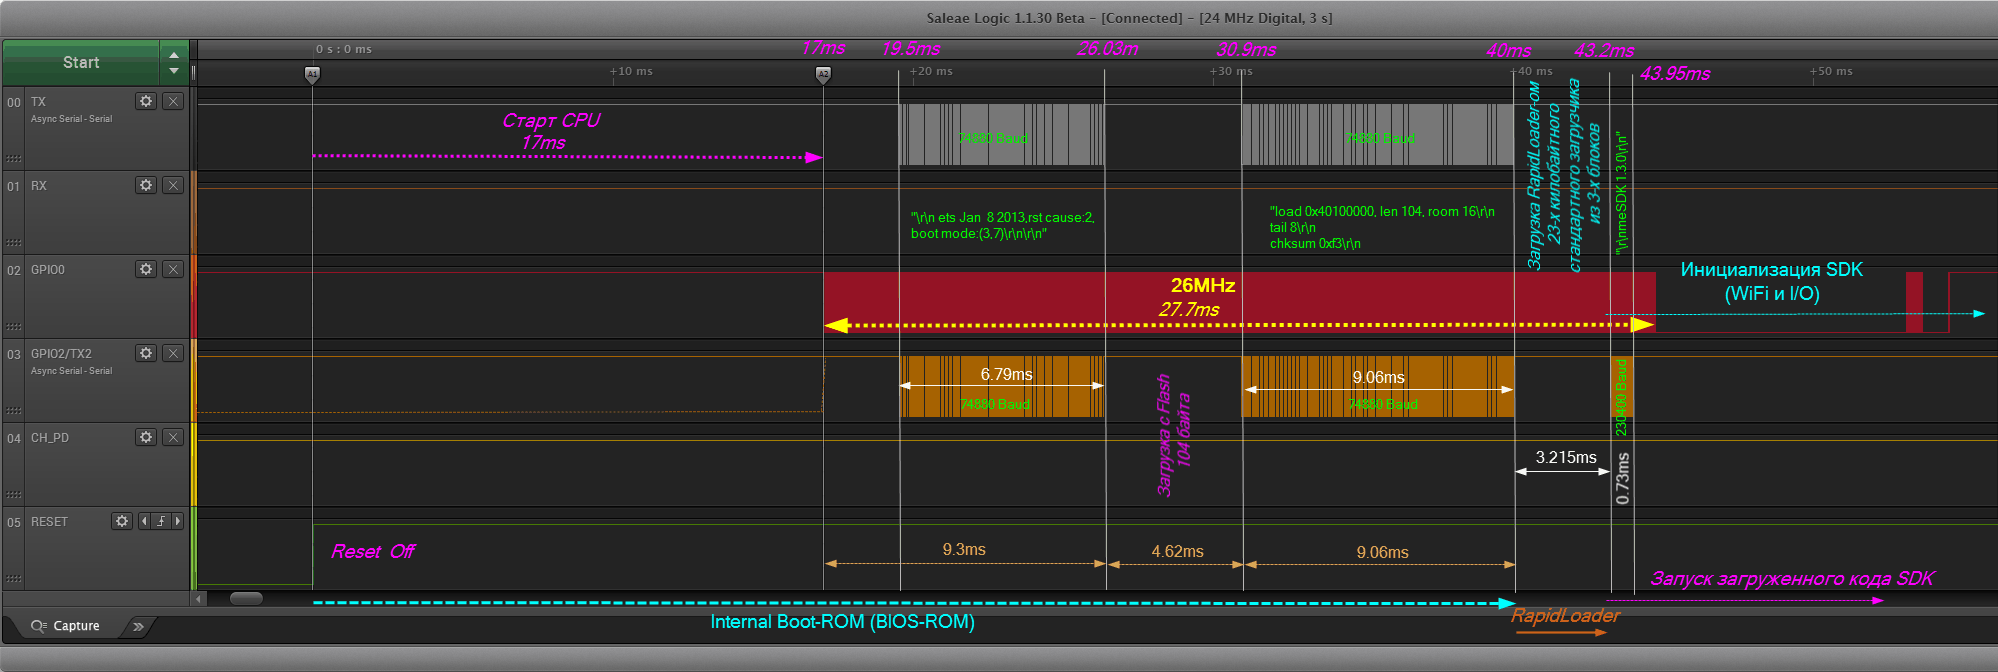 Saleae Logic 1.1.30 Beta - [Connected] - [24 MHz Digital, 3 s]
Start
0 s : 0 ms
17ms
19.5ms
26.03m
30.9ms
40ms
43.2ms
43.95ms
A1
+10 ms
A2
+20 ms
+30 ms
+40 ms
+50 ms
00 TX
Async Serial - Serial
Старт CPU
17ms
74880 Baud
74880 Baud
Загрузка RapidLoader-ом
23-х килобайтного
стандартного загрузчика
из 3-х блоков
"\r\nmeSDK 1.3.0\r\n"
01 RX
"\r\n ets Jan  8 2013,rst cause:2,
boot mode:(3,7)\r\n\r\n"
"load 0x40100000, len 104, room 16\r\n
tail 8\r\n
chksum 0xf3\r\n
02 GPIO0
26MHz
27.7ms
Инициализация SDK
(WiFi и I/O)
03 GPIO2/TX2
Async Serial - Serial
6.79ms
74880 Baud
Загрузка с Flash
104 байта
9.06ms
74880 Baud
230400 Baud
04 CH_PD
3.215ms
0.73ms
05 RESET
Reset Off
9.3ms
4.62ms
9.06ms
Запуск загруженного кода SDK
Internal Boot-ROM (BIOS-ROM)
RapidLoader
Capture